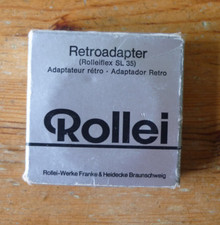 Retroadapter
(Rolleiflex SL 35)
Adaptateur rétro · Adaptador Retro
Rollei
Rollei-Werke Franke & Heidecke Braunschweig